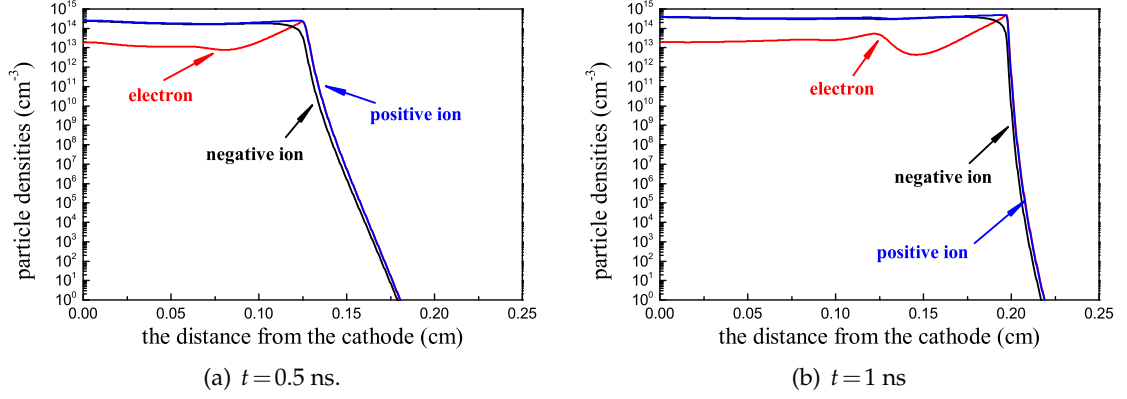 10^15
10^14
10^13
10^12
10^11
10^10
10^9
10^8
10^7
10^6
10^5
10^4
10^3
10^2
10^1
10^0
particle densities (cm^-3)
electron
positive ion
negative ion
0.00 0.05 0.10 0.15 0.20 0.25
the distance from the cathode (cm)
(a) t=0.5 ns.
10^15
10^14
10^13
10^12
10^11
10^10
10^9
10^8
10^7
10^6
10^5
10^4
10^3
10^2
10^1
10^0
particle densities (cm^-3)
electron
negative ion
positive ion
0.00 0.05 0.10 0.15 0.20 0.25
the distance from the cathode (cm)
(b) t=1 ns